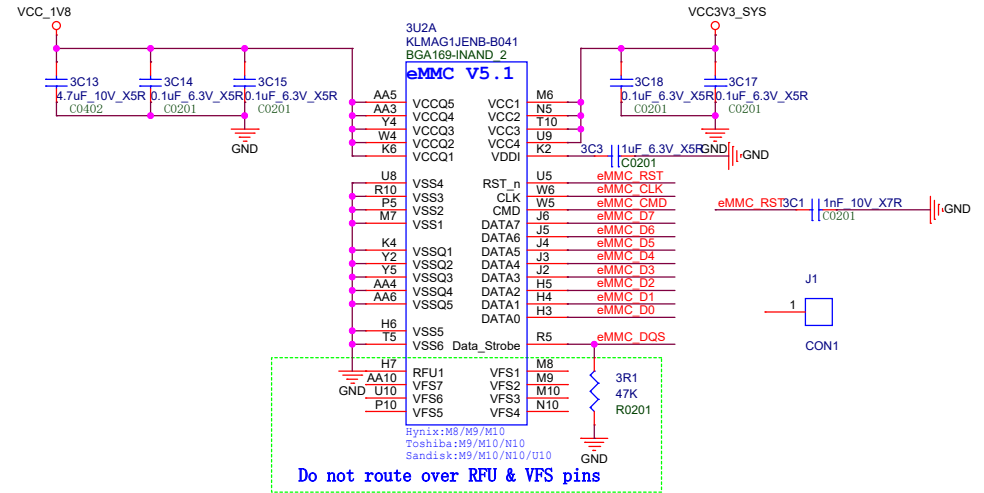 VCC_1V8
VCC3V3_SYS
3U2A
KLMAG1JENB-B041
BGA169-INAND_2
eMMC V5.1
3C13
4.7uF_10V_X5R
C0402
3C14
0.1uF_6.3V_X5R
C0201
3C15
0.1uF_6.3V_X5R
C0201
GND
3C18
0.1uF_6.3V_X5R
C0201
3C17
0.1uF_6.3V_X5R
C0201
GND
AA5 VCCQ5
AA3 VCCQ4
Y4 VCCQ3
W4 VCCQ2
K6 VCCQ1
U8 VSS4
R10 VSS3
P5 VSS2
M7 VSS1
K4 VSSQ1
Y2 VSSQ2
Y5 VSSQ3
AA4 VSSQ4
AA6 VSSQ5
H6 VSS5
T5 VSS6
H7 RFU1
AA10 VFS7
U10 VFS6
P10 VFS5
GND
VCC1 M6
VCC2 N5
VCC3 T10
VCC4 U9
VDDI K2
3C3 1uF_6.3V_X5R
C0201
GND
RST_n U5 eMMC_RST
CLK W6 eMMC_CLK
CMD W5 eMMC_CMD
DATA7 J6 eMMC_D7
DATA6 J5 eMMC_D6
DATA5 J4 eMMC_D5
DATA4 J3 eMMC_D4
DATA3 J2 eMMC_D3
DATA2 H5 eMMC_D2
DATA1 H4 eMMC_D1
DATA0 H3 eMMC_D0
Data_Strobe R5 eMMC_DQS
VFS1 M8
VFS2 M9
VFS3 M10
VFS4 N10
3R1
47K
R0201
GND
eMMC_RST 3C1 1nF_10V_X7R
C0201
GND
J1
1
CON1
Hynix:M8/M9/M10
Toshiba:M9/M10/N10
Sandisk:M9/M10/N10/U10
Do not route over RFU & VFS pins